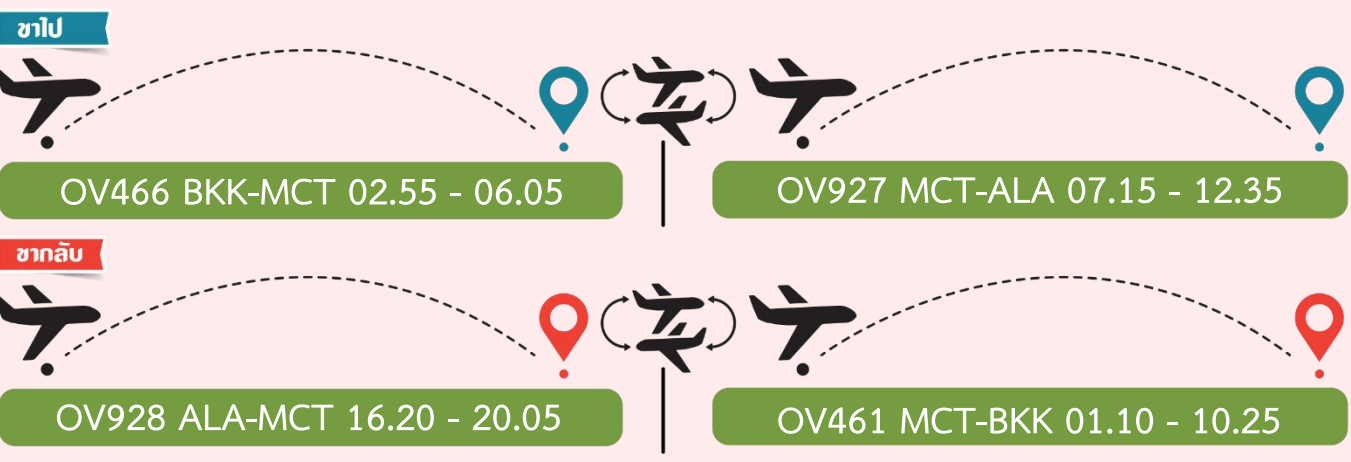 ขาไป
OV466 BKK-MCT 02.55 - 06.05
OV927 MCT-ALA 07.15 - 12.35
ขากลับ
OV928 ALA-MCT 16.20 - 20.05
OV461 MCT-BKK 01.10 - 10.25